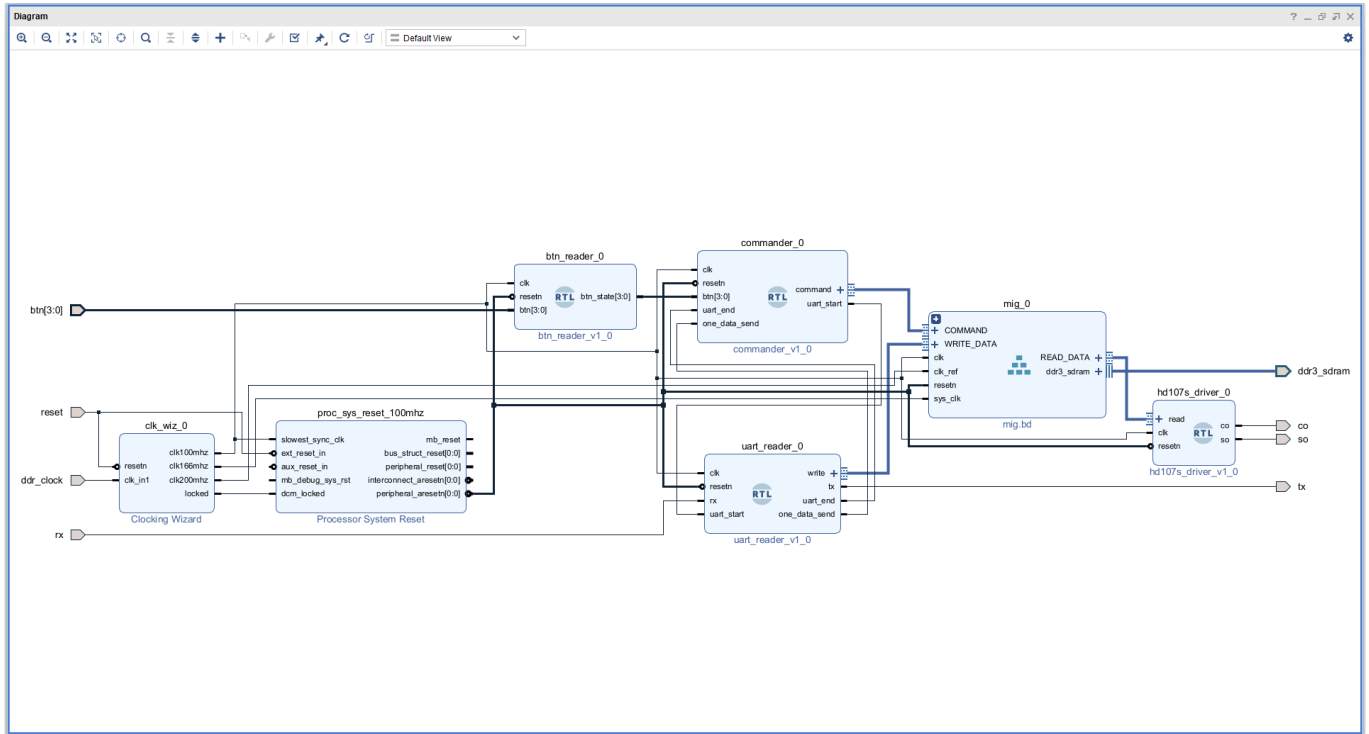 Diagram
Default View
commander_0
clk
resetn
btn[3:0]
uart_end
one_data_send
command
uart_start
RTL
commander_v1_0
btn_reader_0
clk
resetn
btn[3:0]
RTL
btn_state[3:0]
btn_reader_v1_0
btn[3:0]
mig_0
COMMAND
WRITE_DATA
clk
clk_ref
resetn
sys_clk
READ_DATA
ddr3_sdram
mig.bd
ddr3_sdram
hd107s_driver_0
read
clk
resetn
RTL
co
so
hd107s_driver_v1_0
co
so
reset
ddr_clock
rx
clk_wiz_0
resetn
clk_in1
clk100mhz
clk166mhz
clk200mhz
locked
Clocking Wizard
proc_sys_reset_100mhz
slowest_sync_clk
ext_reset_in
aux_reset_in
mb_debug_sys_rst
dcm_locked
mb_reset
bus_struct_reset[0:0]
peripheral_reset[0:0]
interconnect_aresetn[0:0]
peripheral_aresetn[0:0]
Processor System Reset
uart_reader_0
clk
resetn
rx
uart_start
RTL
write
tx
uart_end
one_data_send
uart_reader_v1_0
tx